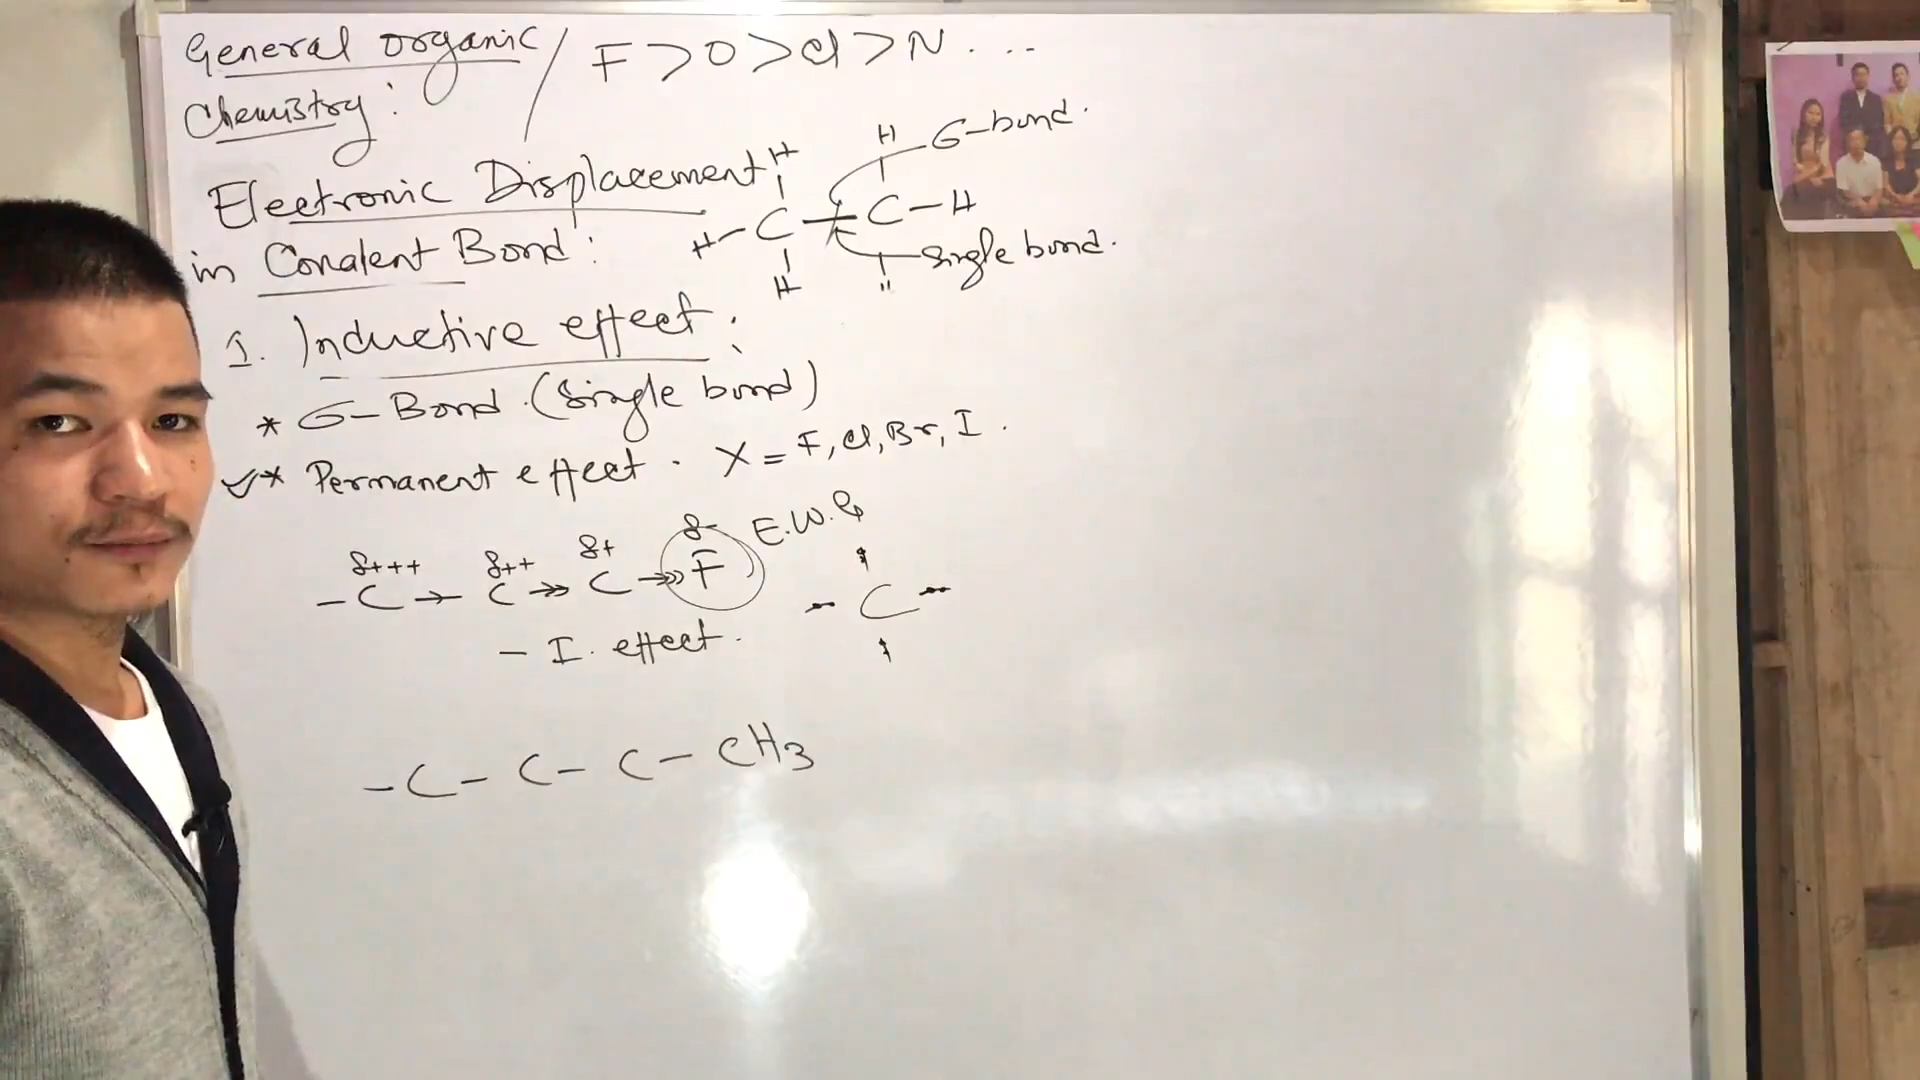 General organic
Chemistry:
F > O > Cl > N ...
Electronic Displacement
in Conalent Bond:
H
H - C - C - H
H
H
"
σ-bond.
Single bond.
1. Inductive effect:
* σ-Bond. (Single bond)
✓* Permanent effect. X = F, Cl, Br, I.
δ+++ δ++ δ+ δ-
- C → C →> C →>> F
E.W.G
- I. effect.
- C -
- C - C - C - CH3